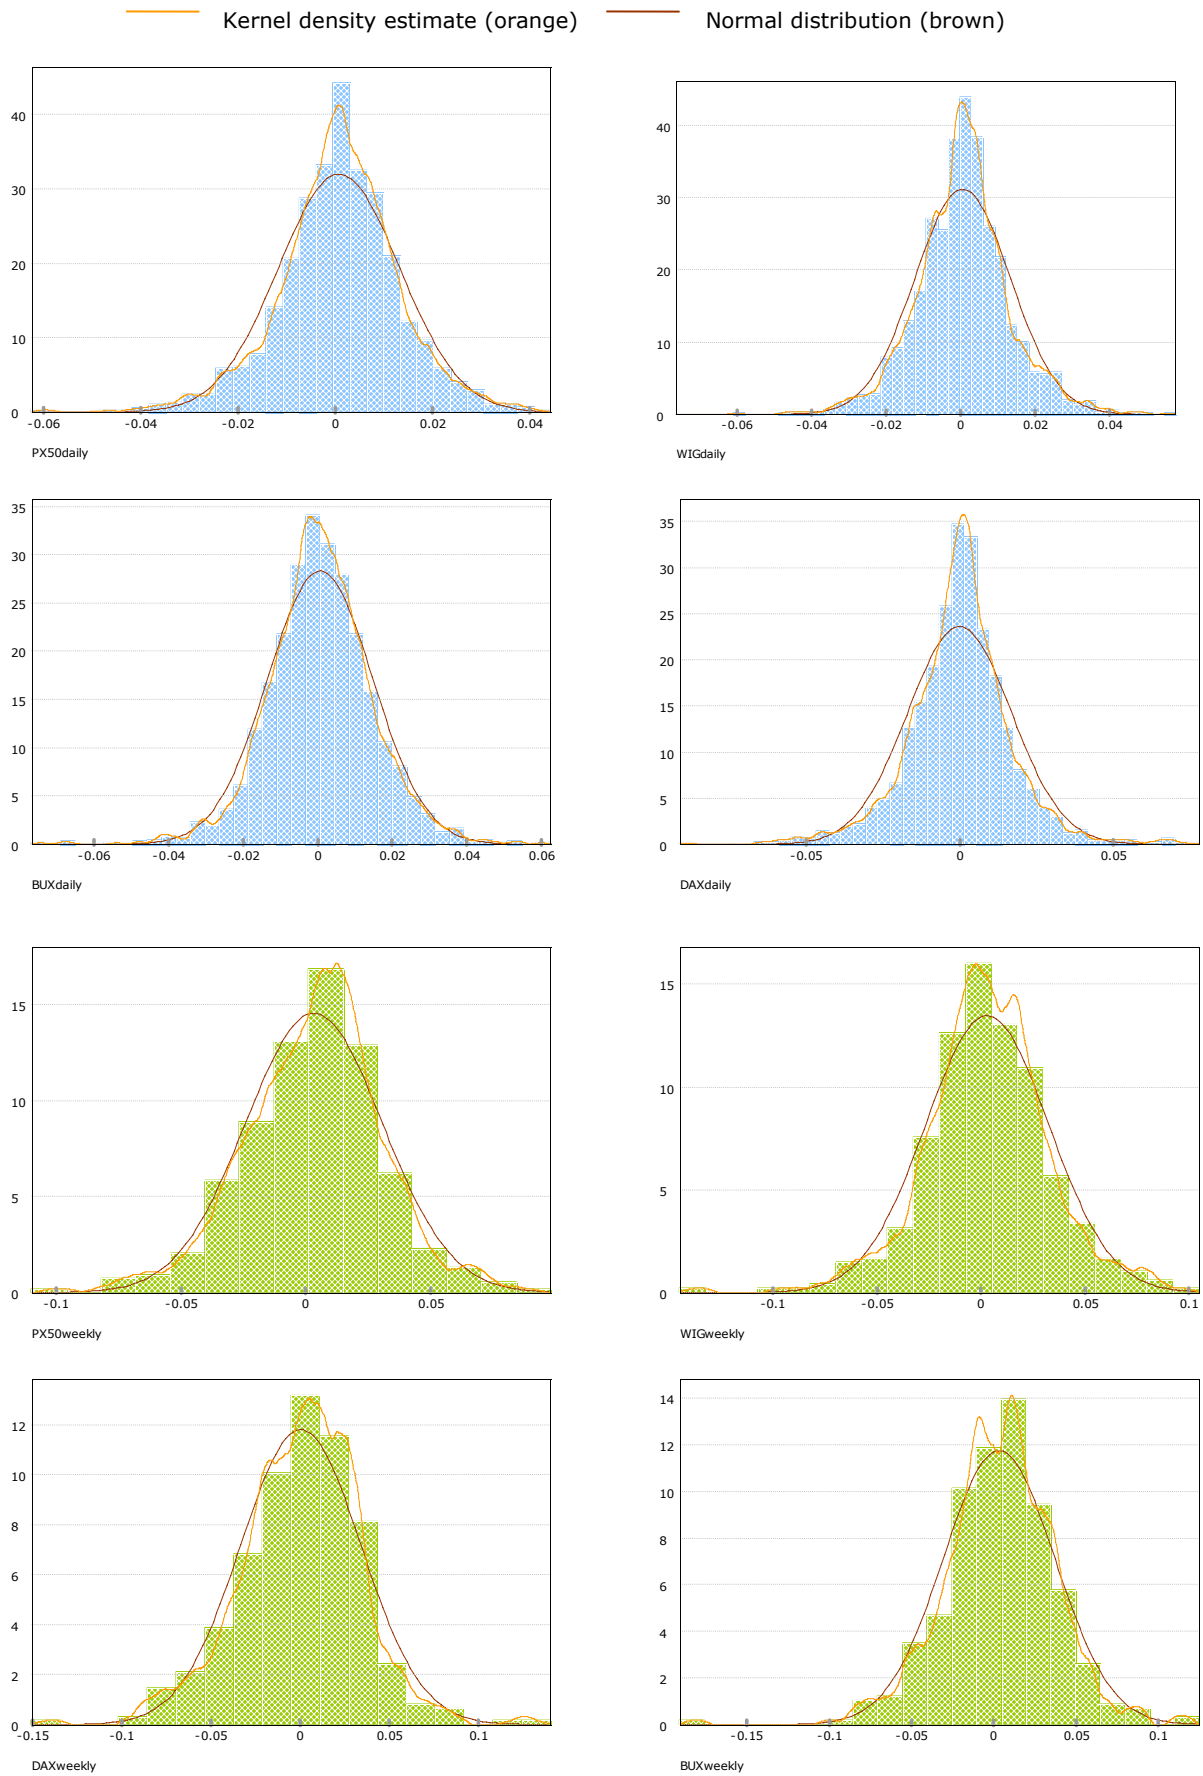 Kernel density estimate (orange) Normal distribution (brown)
40
30
20
10
0
-0.06 -0.04 -0.02 0 0.02 0.04
PX50daily
40
30
20
10
0
-0.06 -0.04 -0.02 0 0.02 0.04
WIGdaily
35
30
25
20
15
10
5
0
-0.06 -0.04 -0.02 0 0.02 0.04 0.06
BUXdaily
35
30
25
20
15
10
5
0
-0.05 0 0.05
DAXdaily
15
10
5
0
-0.1 -0.05 0 0.05
PX50weekly
15
10
5
0
-0.1 -0.05 0 0.05 0.1
WIGweekly
12
10
8
6
4
2
0
-0.15 -0.1 -0.05 0 0.05 0.1
DAXweekly
14
12
10
8
6
4
2
0
-0.15 -0.1 -0.05 0 0.05 0.1
BUXweekly